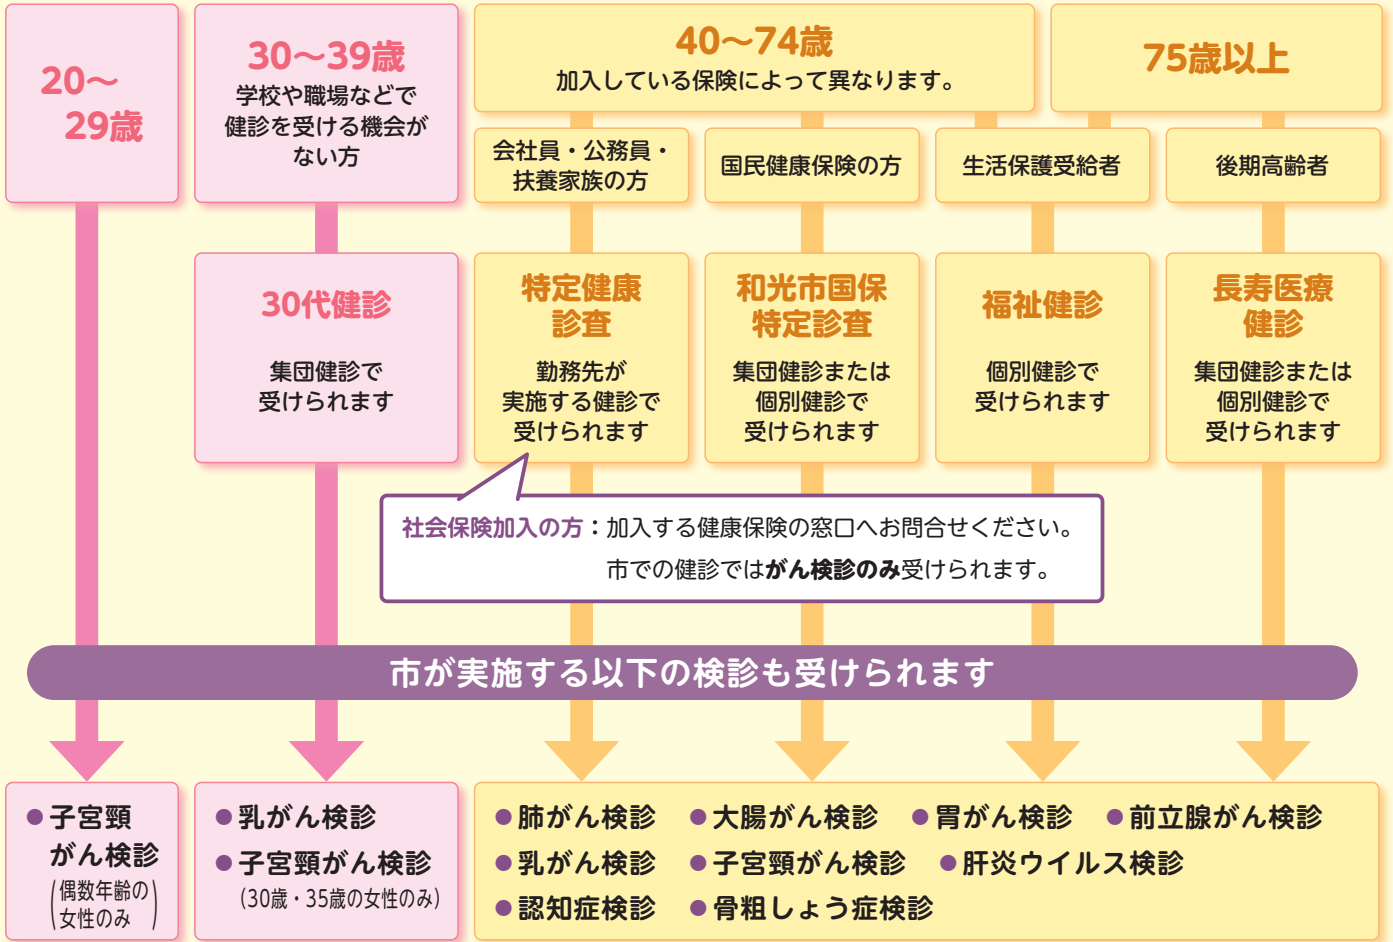 20～
29歳
30～39歳
学校や職場などで
健診を受ける機会が
ない方
40～74歳
加入している保険によって異なります。
75歳以上
会社員・公務員・
扶養家族の方
国民健康保険の方
生活保護受給者
後期高齢者
30代健診
集団健診で
受けられます
特定健康
診査
勤務先が
実施する健診で
受けられます
和光市国保
特定診査
集団健診または
個別健診で
受けられます
福祉健診
個別健診で
受けられます
長寿医療
健診
集団健診または
個別健診で
受けられます
社会保険加入の方：加入する健康保険の窓口へお問合せください。
市での健診ではがん検診のみ受けられます。
市が実施する以下の検診も受けられます
●子宮頸
がん検診
(偶数年齢の
女性のみ)
●乳がん検診
●子宮頸がん検診
(30歳・35歳の女性のみ)
●肺がん検診 ●大腸がん検診 ●胃がん検診 ●前立腺がん検診
●乳がん検診 ●子宮頸がん検診 ●肝炎ウイルス検診
●認知症検診 ●骨粗しょう症検診